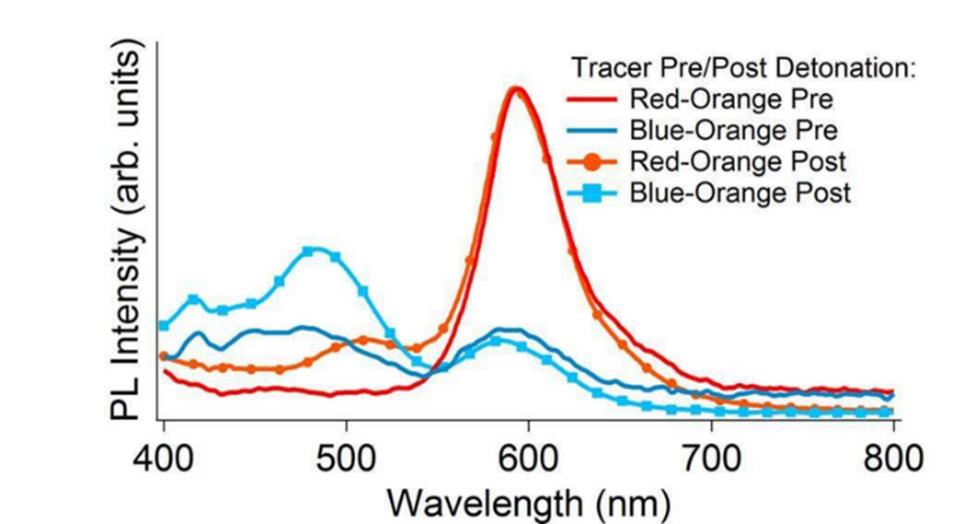 PL Intensity (arb. units)
Tracer Pre/Post Detonation:
Red-Orange Pre
Blue-Orange Pre
Red-Orange Post
Blue-Orange Post
400 500 600 700 800
Wavelength (nm)